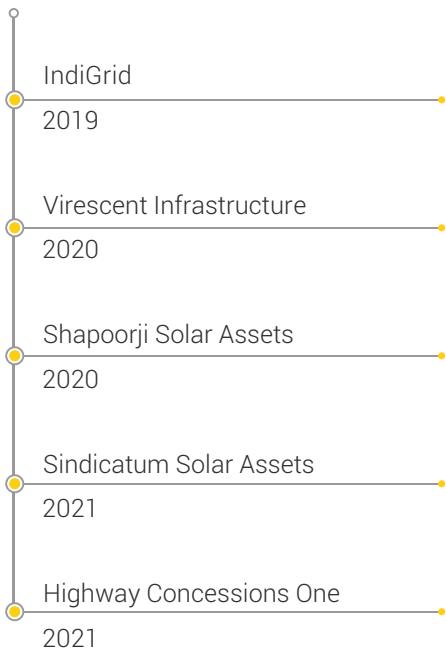 IndiGrid
2019
Virescent Infrastructure
2020
Shapoorji Solar Assets
2020
Sindicatum Solar Assets
2021
Highway Concessions One
2021